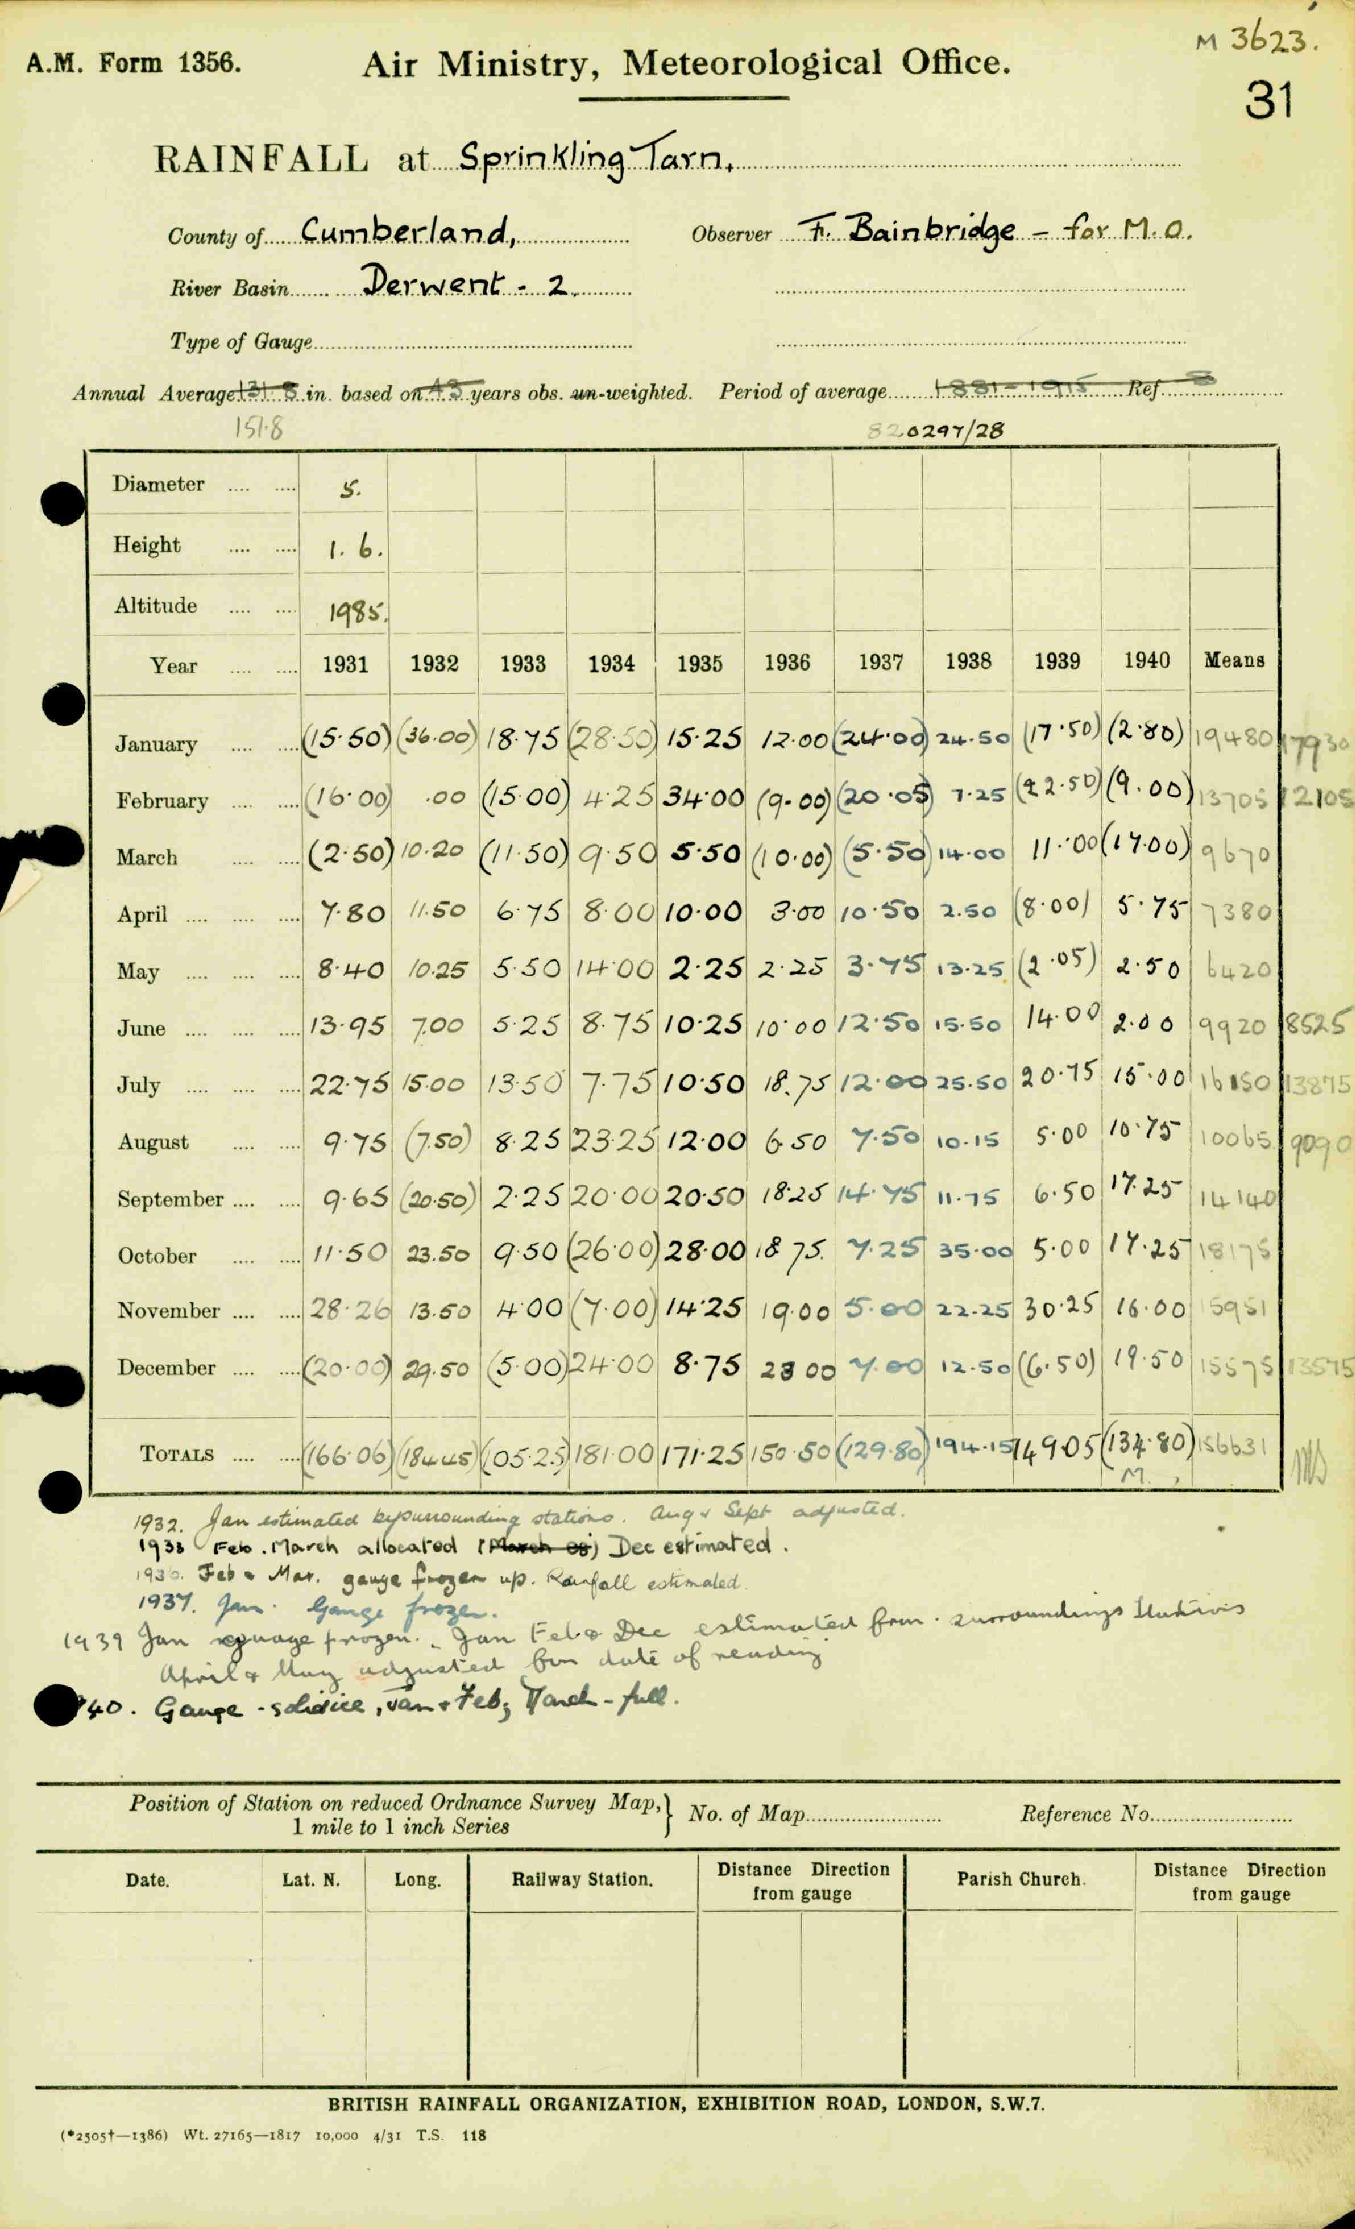 M 3623.
A.M. Form 1356. Air Ministry, Meteorological Office.
31
RAINFALL at Sprinkling Tarn,
County of Cumberland, Observer F. Bainbridge - for M.O.
River Basin Derwent - 2.
Type of Gauge
Annual Average 131.8 in. based on 43 years obs. un-weighted. Period of average 1881-1915 Ref 8
151.8 820297/28
Diameter .... .... 5.
Height .... .... 1. 6.
Altitude .... .... 1985.
Year .... .... 1931 1932 1933 1934 1935 1936 1937 1938 1939 1940 Means
January .... .... (15.50) (36.00) 18.75 (28.50) 15.25 12.00 (24.00) 24.50 (17.50) (2.80) 19480 17930
February .... .... (16.00) .00 (15.00) 4.25 34.00 (9.00) (20.05) 7.25 (22.50) (9.00) 13705 12105
March .... .... (2.50) 10.20 (11.50) 9.50 5.50 (10.00) (5.50) 14.00 11.00 (17.00) 9670
April .... .... .... 7.80 11.50 6.75 8.00 10.00 3.00 10.50 2.50 (8.00) 5.75 7380
May .... .... .... 8.40 10.25 5.50 14.00 2.25 2.25 3.75 13.25 (2.05) 2.50 6420
June .... .... .... 13.95 7.00 5.25 8.75 10.25 10.00 12.50 15.50 14.00 2.00 9920 8525
July .... .... .... 22.75 15.00 13.50 7.75 10.50 18.75 12.00 25.50 20.75 15.00 16150 13875
August .... .... 9.75 (7.50) 8.25 23.25 12.00 6.50 7.50 10.15 5.00 10.75 10065 9090
September .... .... 9.65 (20.50) 2.25 20.00 20.50 18.25 14.75 11.75 6.50 17.25 14140
October .... .... 11.50 23.50 9.50 (26.00) 28.00 18.75. 7.25 35.00 5.00 17.25 18175
November .... .... 28.26 13.50 4.00 (7.00) 14.25 19.00 5.00 22.25 30.25 16.00 15951
December .... .... (20.00) 29.50 (5.00) 24.00 8.75 23.00 7.00 12.50 (6.50) 19.50 15575 13575
TOTALS .... .... (166.06) (184.45) (105.25) 181.00 171.25 150.50 (129.80) 194.15 149.05 (134.80) 156631
M.
1932. Jan estimated by surrounding stations. Aug & Sept adjusted.
1933 Feb. March allocated (March es) Dec estimated.
1936. Feb & Mar. gauge frozen up. Rainfall estimated.
1937. Jan. Gauge frozen.
1939 Jan gauge frozen. Jan Feb & Dec estimated from surroundings stations
April & May adjusted for date of reading
40. Gauge - solid ice, Jan & Feb, March - full.
Position of Station on reduced Ordnance Survey Map, } No. of Map Reference No.
1 mile to 1 inch Series
Date. Lat. N. Long. Railway Station. Distance Direction from gauge Parish Church. Distance Direction from gauge
BRITISH RAINFALL ORGANIZATION, EXHIBITION ROAD, LONDON, S.W.7.
(*2505†—1386) Wt. 27165—1817 10,000 4/31 T.S. 118